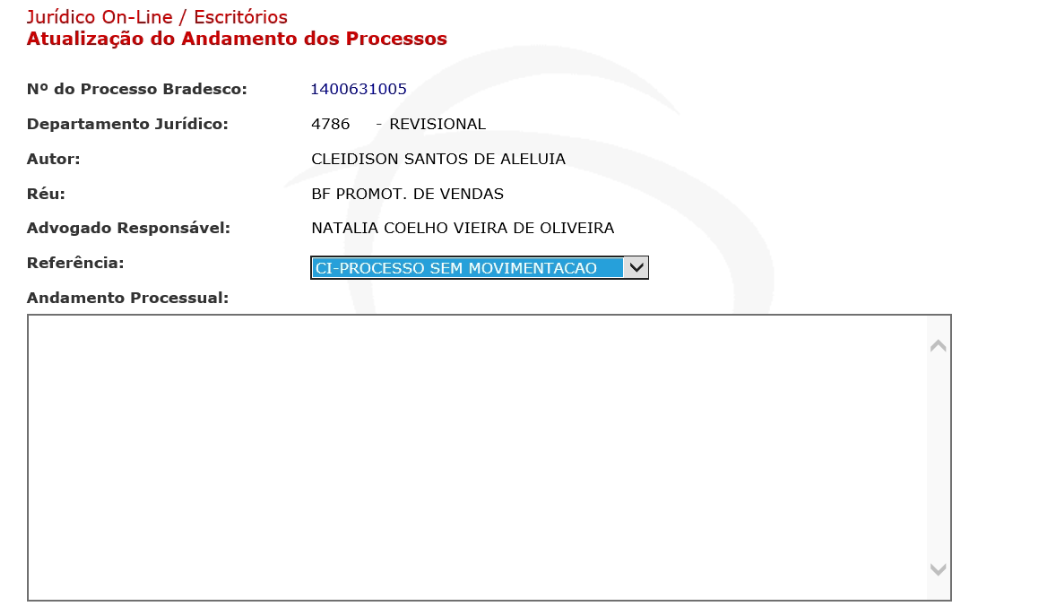 Jurídico On-Line / Escritórios
Atualização do Andamento dos Processos
Nº do Processo Bradesco: 1400631005
Departamento Jurídico: 4786 - REVISIONAL
Autor: CLEIDISON SANTOS DE ALELUIA
Réu: BF PROMOT. DE VENDAS
Advogado Responsável: NATALIA COELHO VIEIRA DE OLIVEIRA
Referência: CI-PROCESSO SEM MOVIMENTACAO
Andamento Processual: